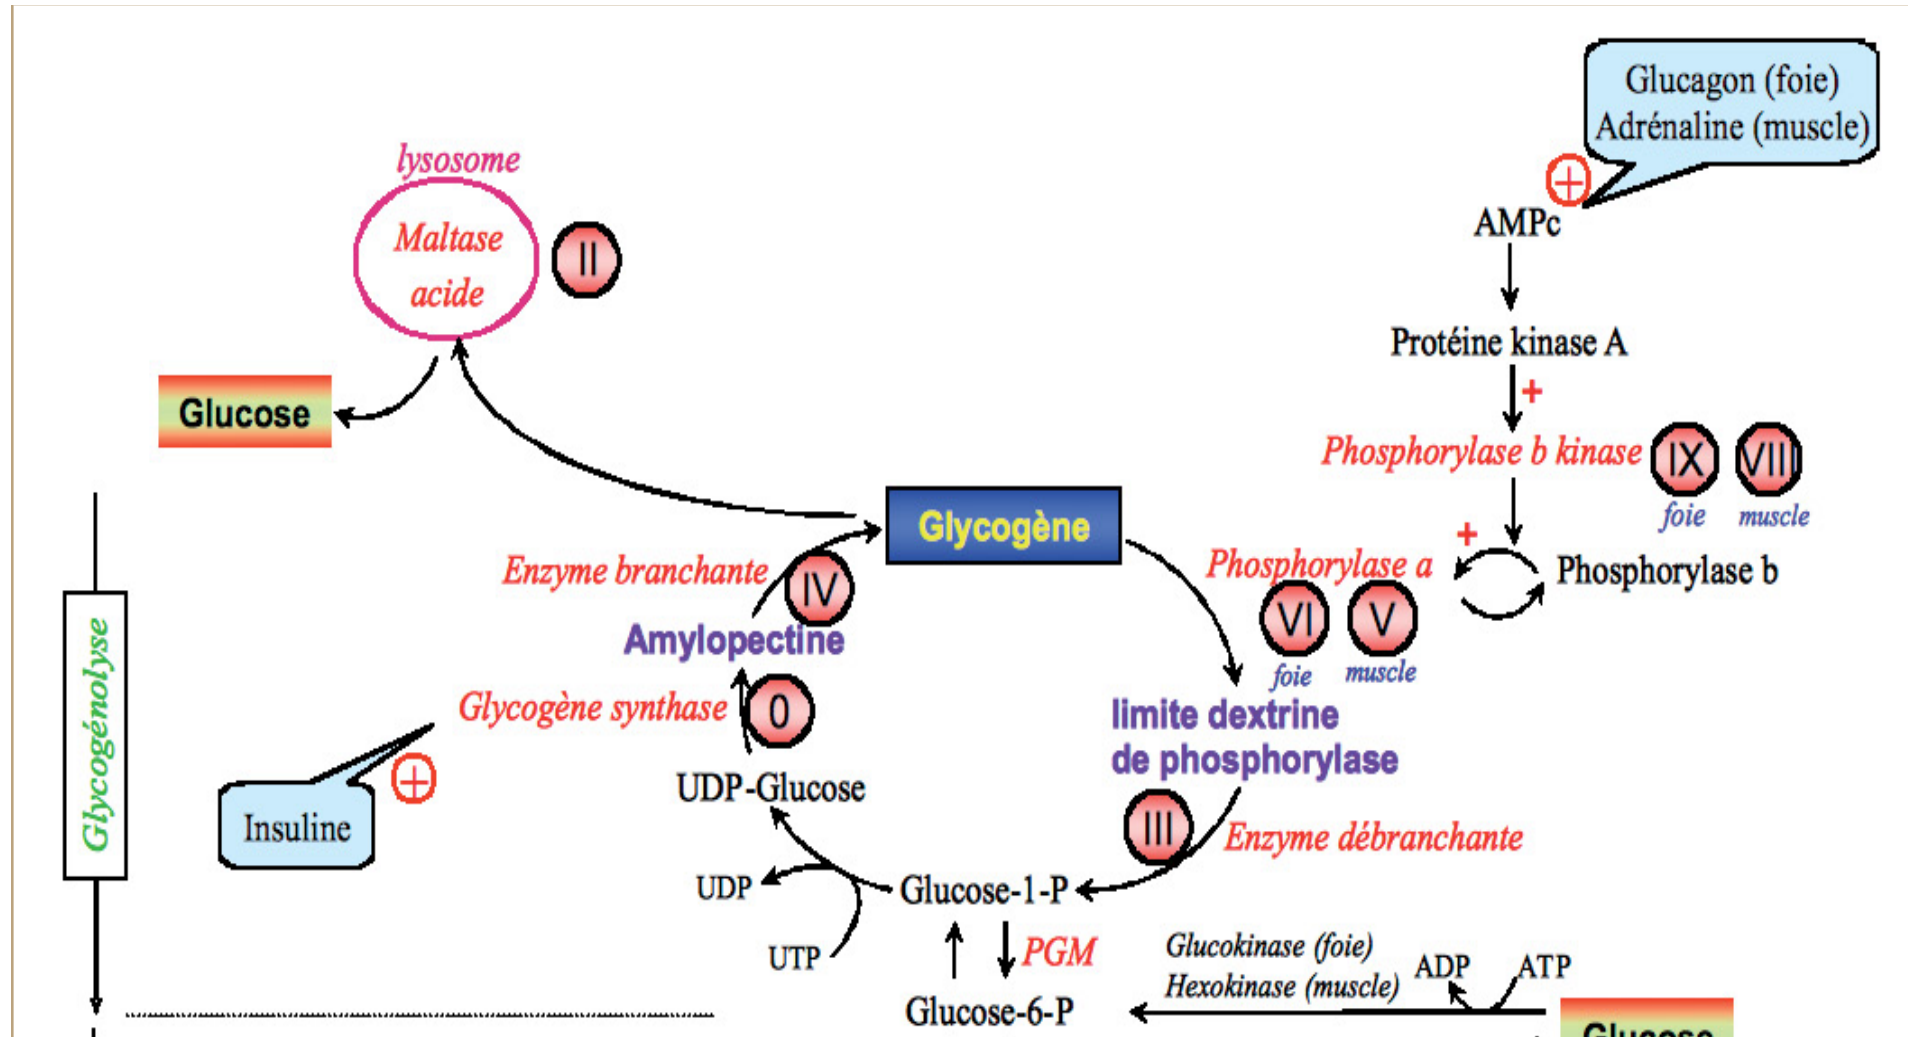 Glucagon (foie)
Adrénaline (muscle)
+
AMPc
lysosome
Maltase
acide
II
Protéine kinase A
+
Glucose
Phosphorylase b kinase
IX
VIII
foie
muscle
Glycogène
+
Enzyme branchante
IV
Phosphorylase a
Phosphorylase b
VI
V
foie
muscle
Amylopectine
Glycogène synthase
0
limite dextrine
de phosphorylase
Glycogénolyse
+
Insuline
UDP-Glucose
III
Enzyme débranchante
UDP
Glucose-1-P
UTP
PGM
Glucokinase (foie)
Hexokinase (muscle)
ADP
ATP
Glucose-6-P
Glucose